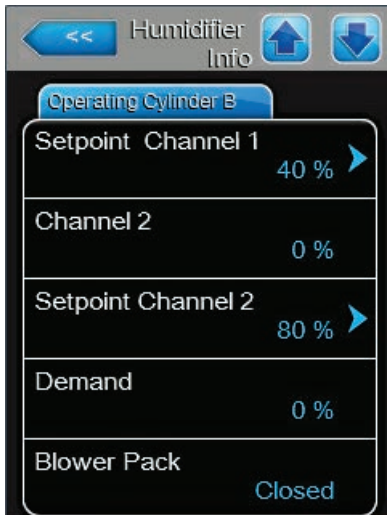 <<
Humidifier
Info
Operating Cylinder B
Setpoint Channel 1
40 %
Channel 2
0 %
Setpoint Channel 2
80 %
Demand
0 %
Blower Pack
Closed